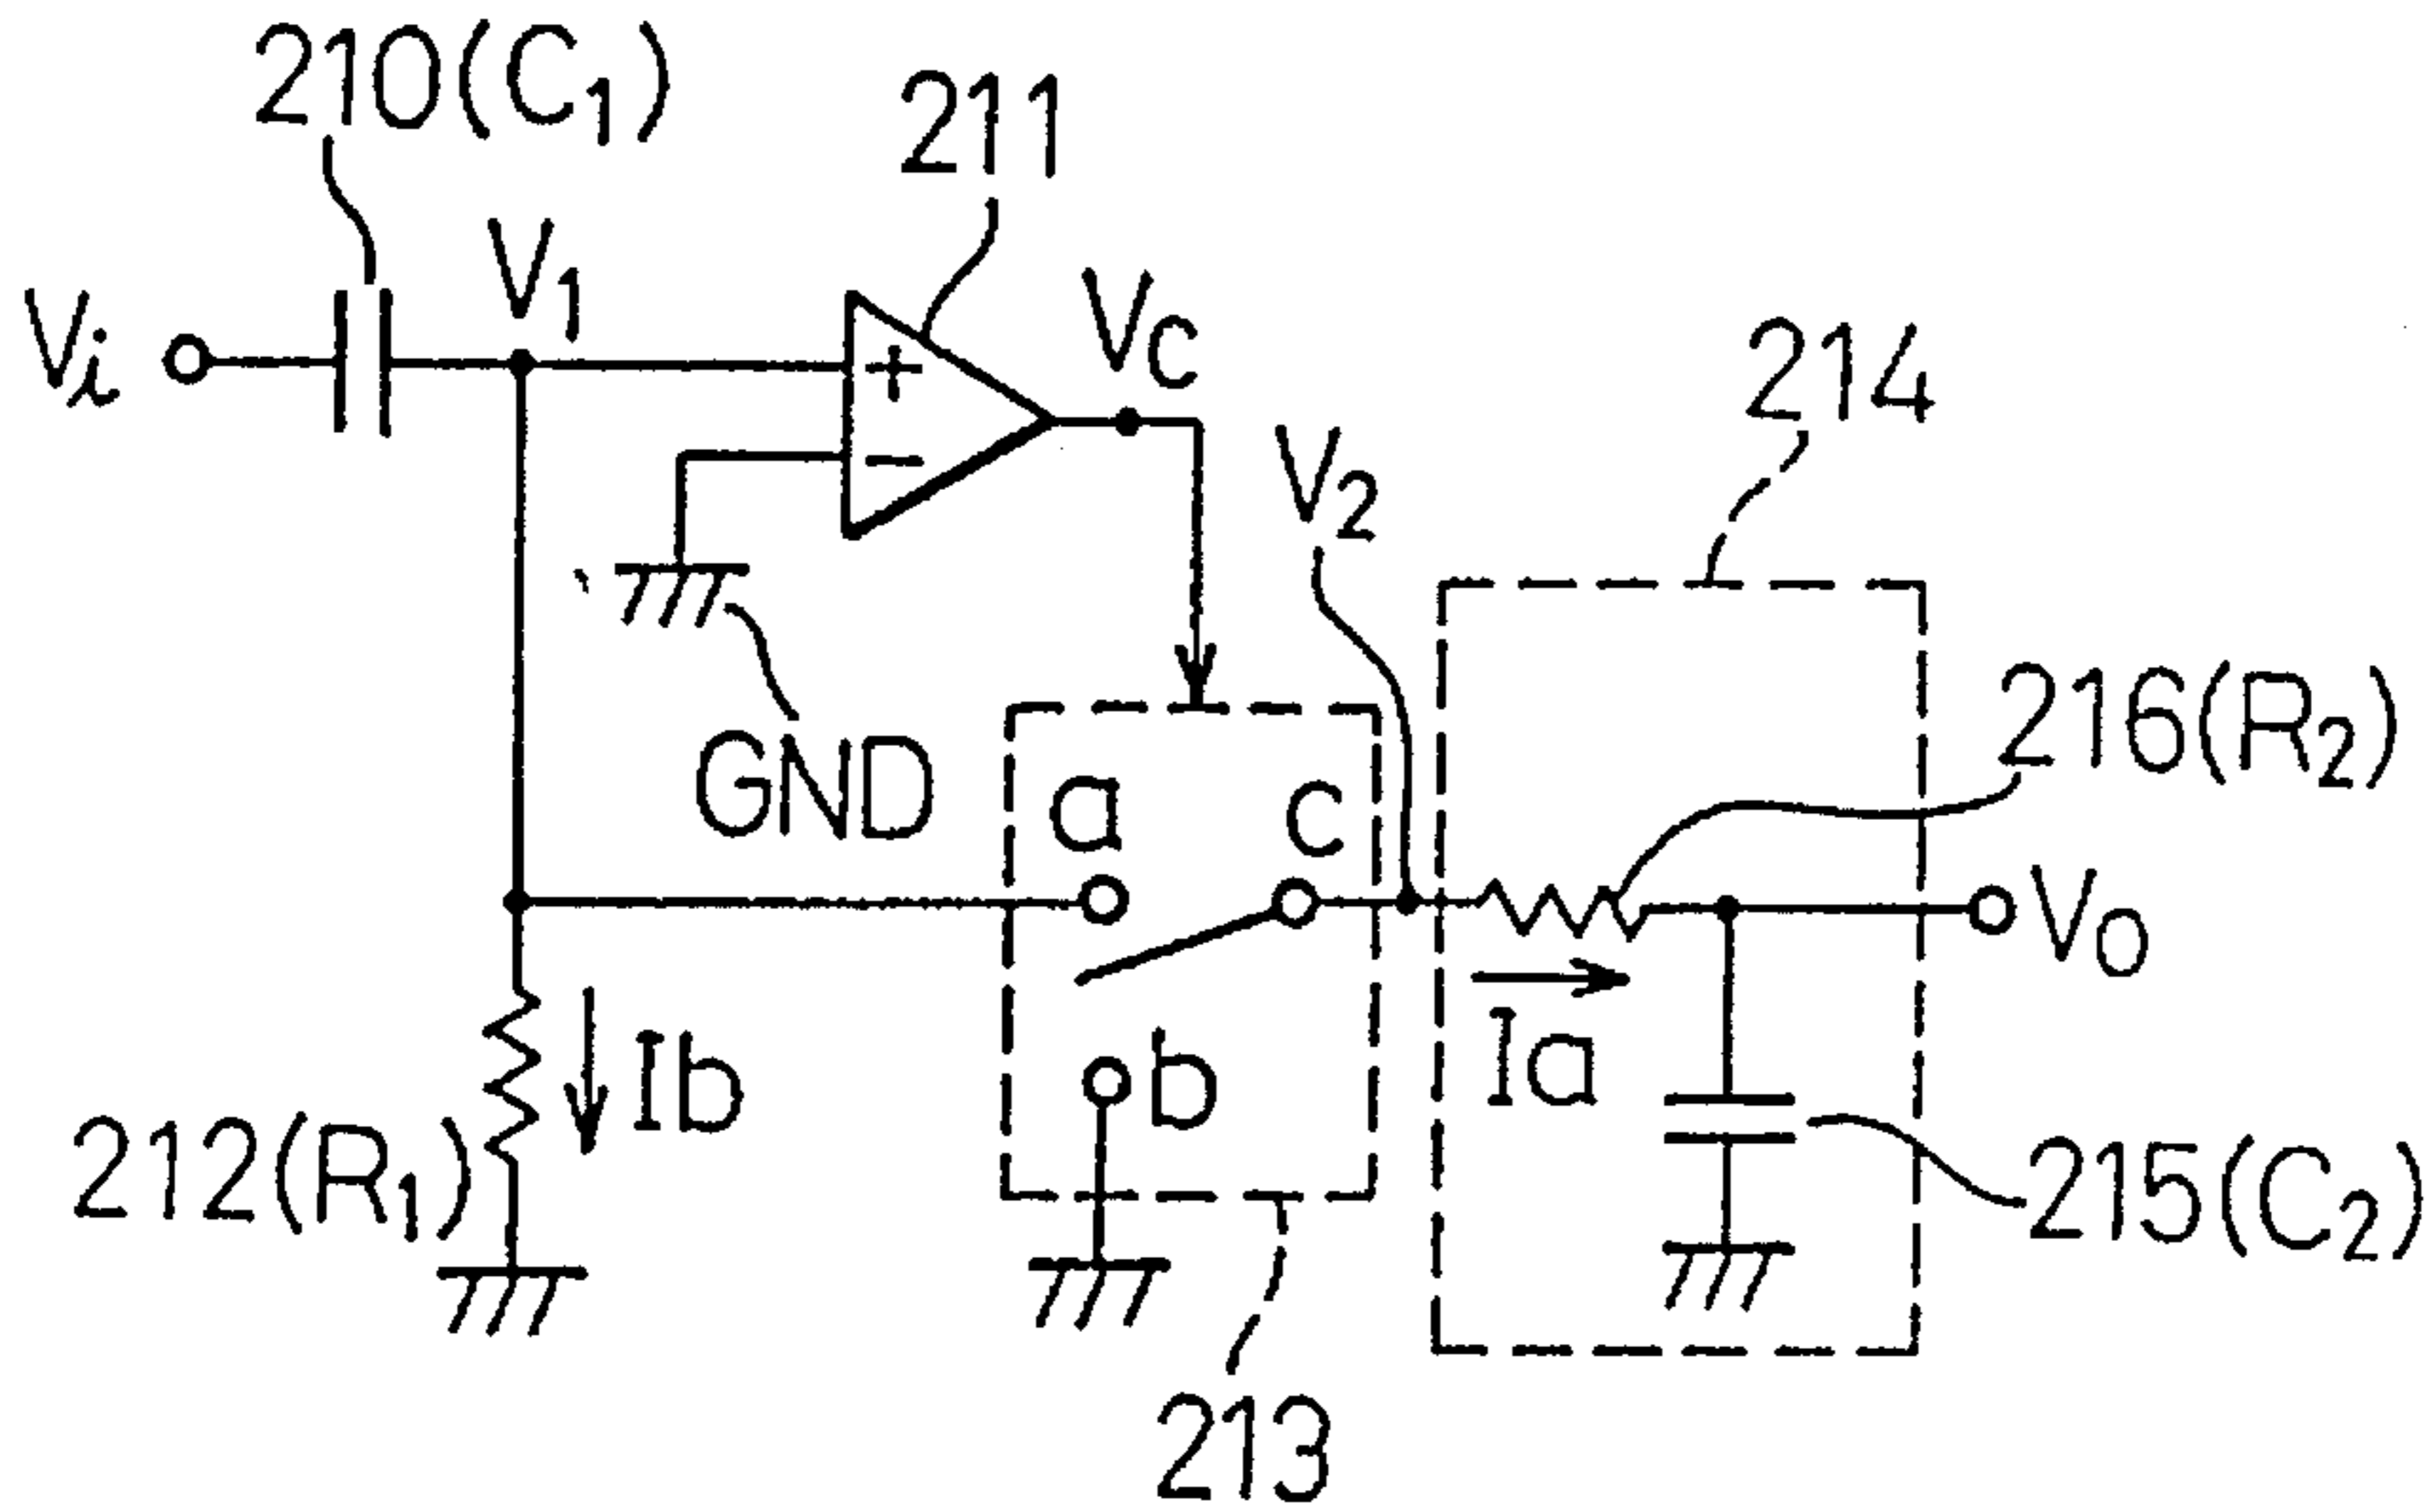 210(C1)
211
Vi
V1
VC
+
−
V2
214
GND
216(R2)
a
c
VO
Ia
Ib
b
212(R1)
215(C2)
213